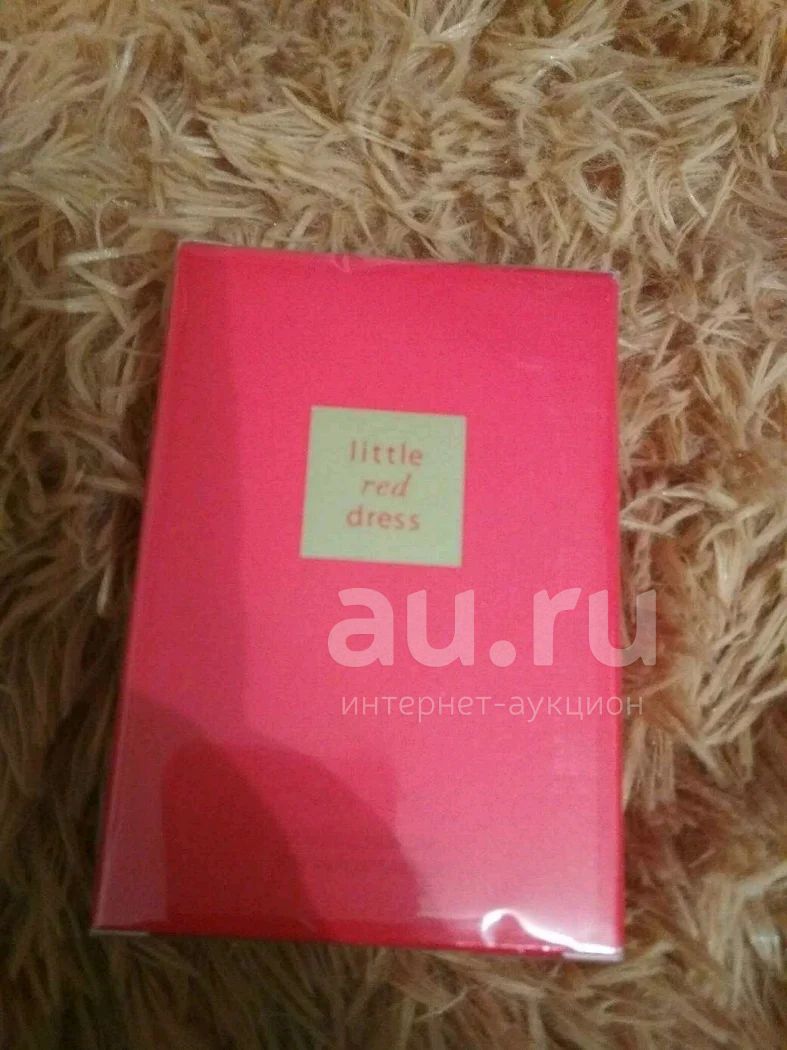 little
red
dress
au.ru
интернет-аукцион